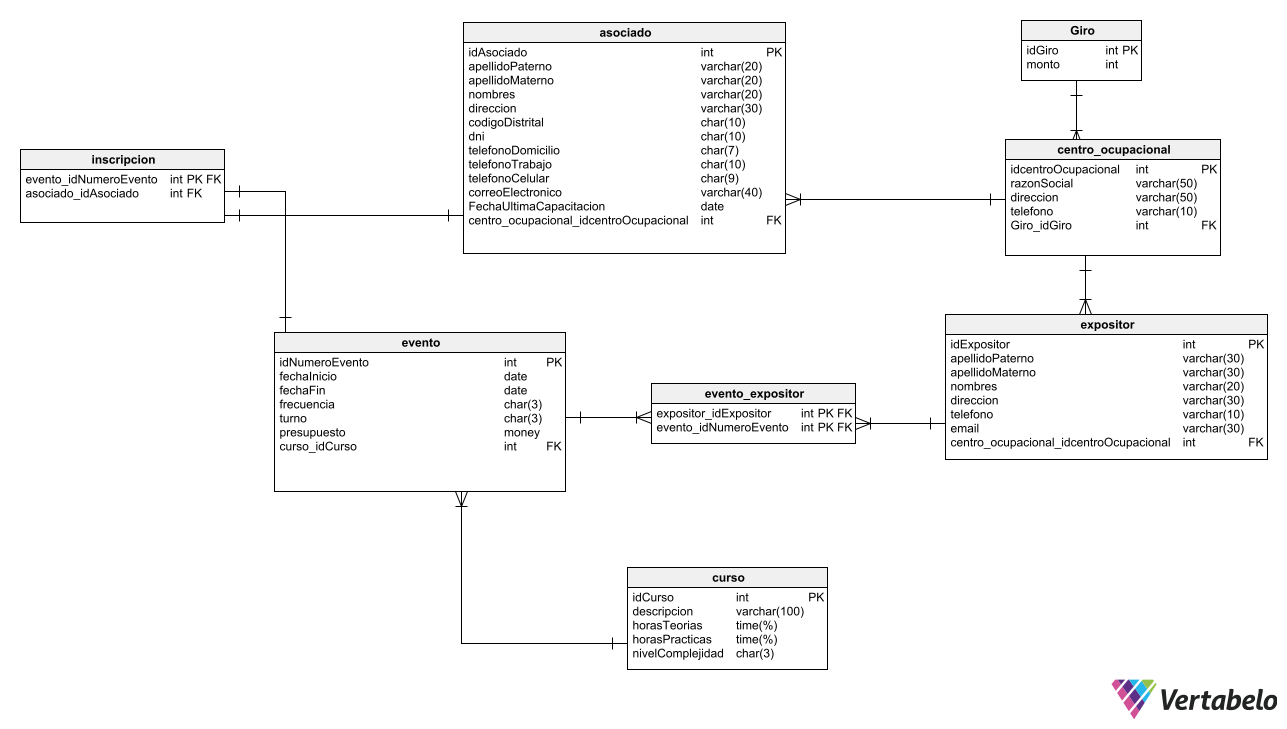 asociado
idAsociado int PK
apellidoPaterno varchar(20)
apellidoMaterno varchar(20)
nombres varchar(20)
direccion varchar(30)
codigoDistrital char(10)
dni char(10)
telefonoDomicilio char(7)
telefonoTrabajo char(10)
telefonoCelular char(9)
correoElectronico varchar(40)
FechaUltimaCapacitacion date
centro_ocupacional_idcentroOcupacional int FK
Giro
idGiro int PK
monto int
inscripcion
evento_idNumeroEvento int PK FK
asociado_idAsociado int FK
centro_ocupacional
idcentroOcupacional int PK
razonSocial varchar(50)
direccion varchar(50)
telefono varchar(10)
Giro_idGiro int FK
evento
idNumeroEvento int PK
fechaInicio date
fechaFin date
frecuencia char(3)
turno char(3)
presupuesto money
curso_idCurso int FK
evento_expositor
expositor_idExpositor int PK FK
evento_idNumeroEvento int PK FK
expositor
idExpositor int PK
apellidoPaterno varchar(30)
apellidoMaterno varchar(30)
nombres varchar(20)
direccion varchar(30)
telefono varchar(10)
email varchar(30)
centro_ocupacional_idcentroOcupacional int FK
curso
idCurso int PK
descripcion varchar(100)
horasTeorias time(%)
horasPracticas time(%)
nivelComplejidad char(3)
Vertabelo